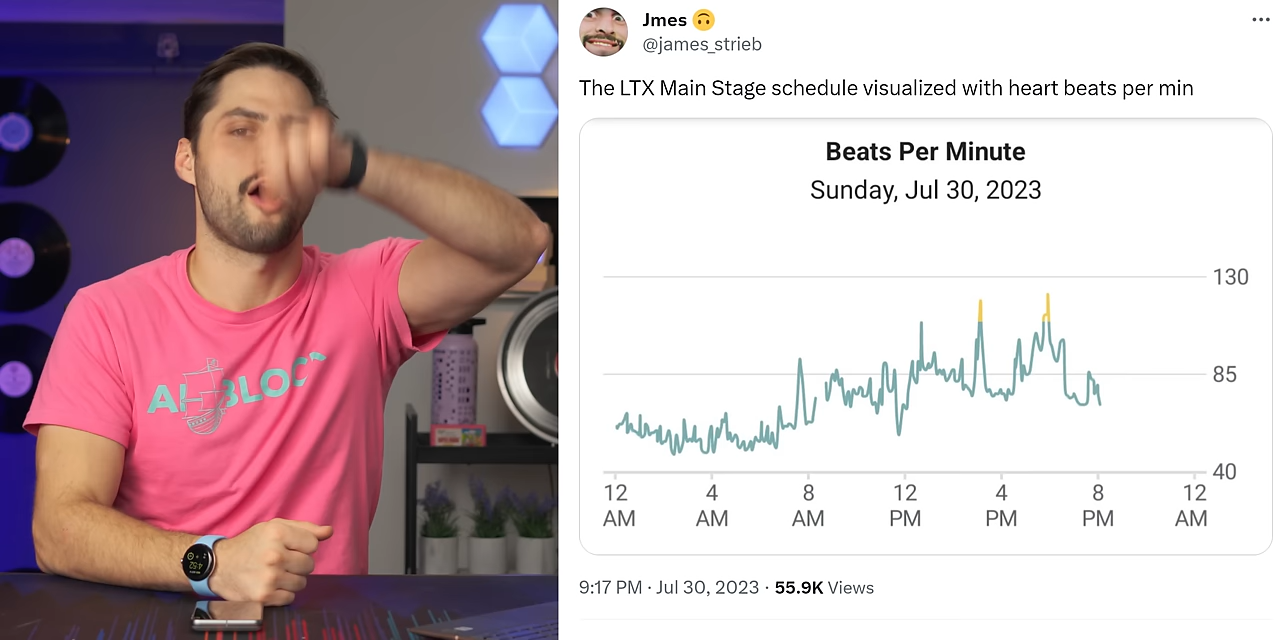 AI
BLOC
Jmes 🙃
@james_strieb
The LTX Main Stage schedule visualized with heart beats per min
Beats Per Minute
Sunday, Jul 30, 2023
130
85
40
12 AM
4 AM
8 AM
12 PM
4 PM
8 PM
12 AM
9:17 PM · Jul 30, 2023 · 55.9K Views